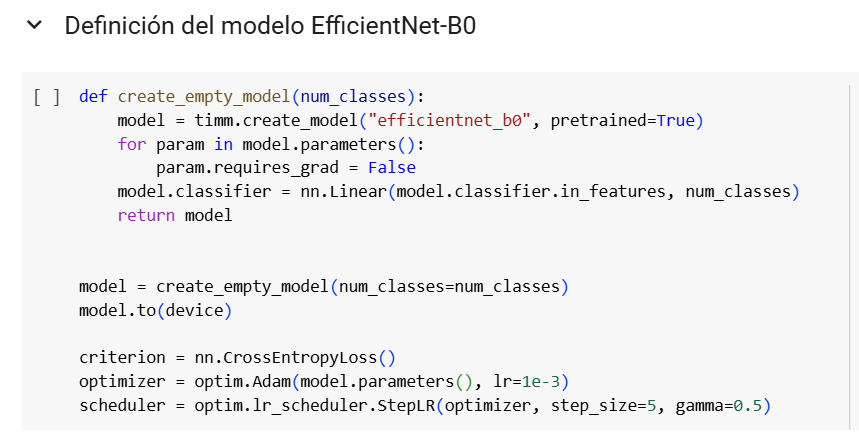 Definición del modelo EfficientNet-B0
[ ] def create_empty_model(num_classes):
model = timm.create_model("efficientnet_b0", pretrained=True)
for param in model.parameters():
param.requires_grad = False
model.classifier = nn.Linear(model.classifier.in_features, num_classes)
return model
model = create_empty_model(num_classes=num_classes)
model.to(device)
criterion = nn.CrossEntropyLoss()
optimizer = optim.Adam(model.parameters(), lr=1e-3)
scheduler = optim.lr_scheduler.StepLR(optimizer, step_size=5, gamma=0.5)